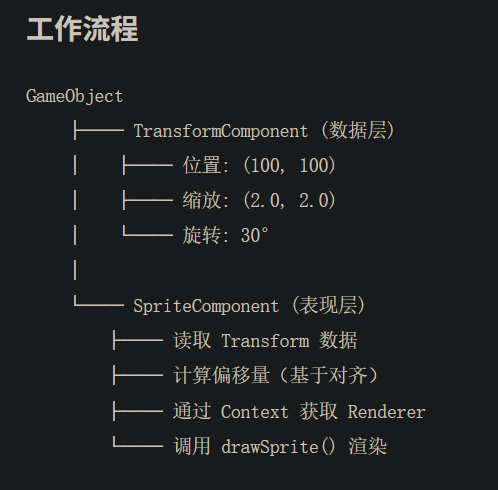 工作流程
GameObject
├── TransformComponent (数据层)
│   ├── 位置: (100, 100)
│   ├── 缩放: (2.0, 2.0)
│   └── 旋转: 30°
│
└── SpriteComponent (表现层)
    ├── 读取 Transform 数据
    ├── 计算偏移量（基于对齐）
    ├── 通过 Context 获取 Renderer
    └── 调用 drawSprite() 渲染